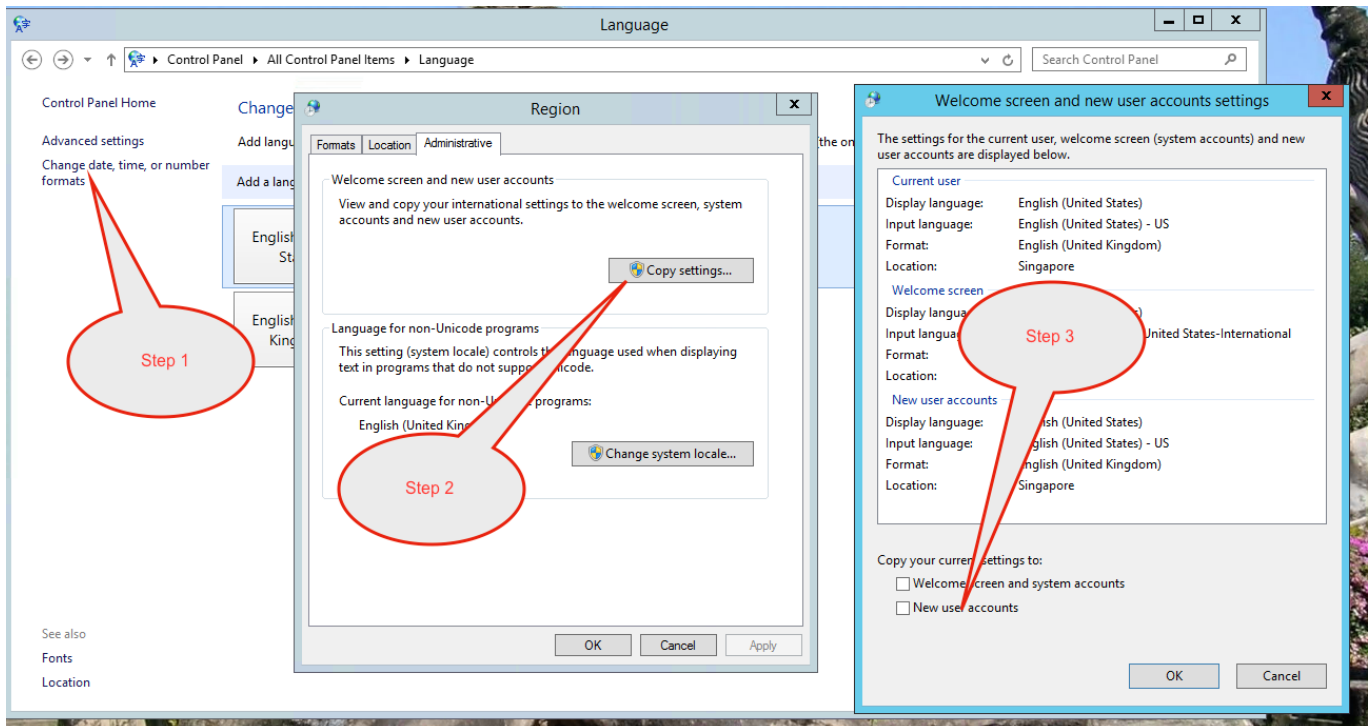 Language
Control Panel ▸ All Control Panel Items ▸ Language
Search Control Panel
Control Panel Home
Advanced settings
Change date, time, or number
formats
See also
Fonts
Location
Change
Add langu
(the on
Add a lang
English
St
English
King
Step 1
Region
Formats
Location
Administrative
Welcome screen and new user accounts
View and copy your international settings to the welcome screen, system
accounts and new user accounts.
Copy settings...
Language for non-Unicode programs
This setting (system locale) controls the language used when displaying
text in programs that do not support Unicode.
Current language for non-Unicode programs:
English (United King
Change system locale...
Step 2
OK
Cancel
Apply
Welcome screen and new user accounts settings
The settings for the current user, welcome screen (system accounts) and new
user accounts are displayed below.
Current user
Display language: English (United States)
Input language: English (United States) - US
Format: English (United Kingdom)
Location: Singapore
Welcome screen
Display langua
Input languag United States-International
Format:
Location:
Step 3
New user accounts
Display language: English (United States)
Input language: English (United States) - US
Format: English (United Kingdom)
Location: Singapore
Copy your current settings to:
Welcome screen and system accounts
New user accounts
OK
Cancel